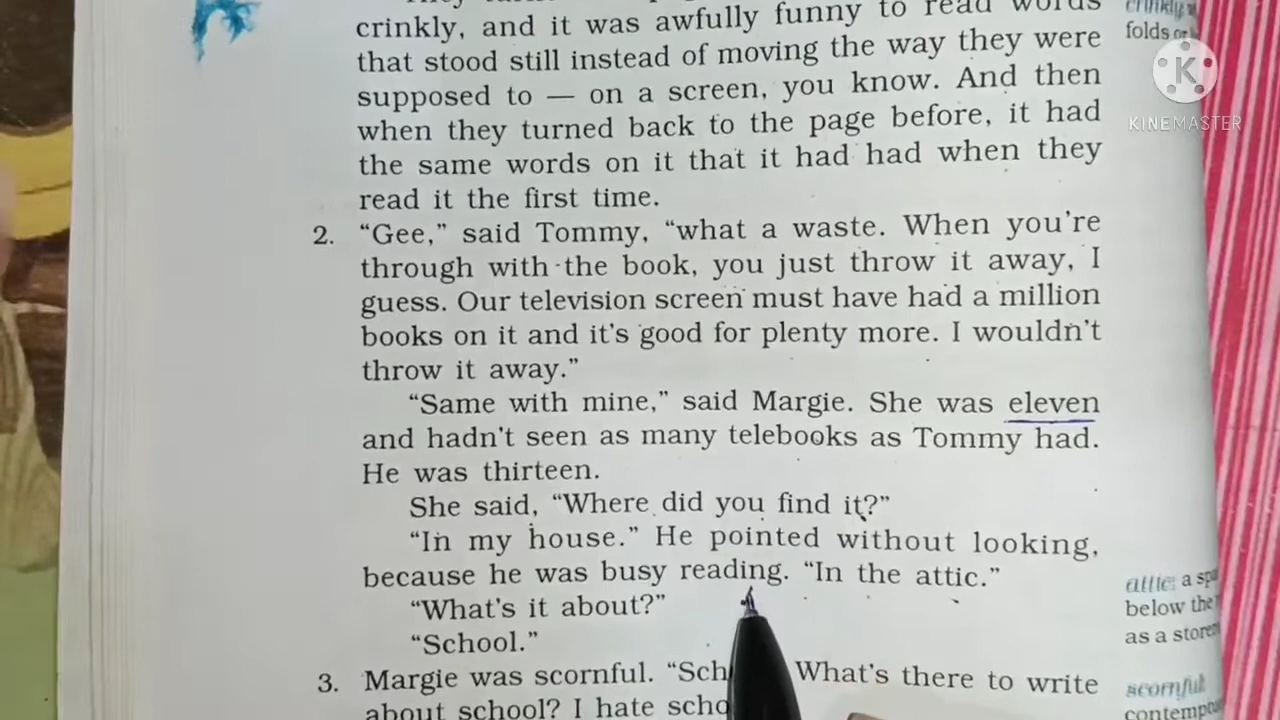 crinkly, and it was awfully funny to read words
that stood still instead of moving the way they were
supposed to — on a screen, you know. And then
when they turned back to the page before, it had
the same words on it that it had had when they
read it the first time.
2. “Gee,” said Tommy, “what a waste. When you're
through with the book, you just throw it away, I
guess. Our television screen must have had a million
books on it and it's good for plenty more. I wouldn't
throw it away.”
“Same with mine,” said Margie. She was eleven
and hadn't seen as many telebooks as Tommy had.
He was thirteen.
She said, “Where did you find it?”
“In my house.” He pointed without looking,
because he was busy reading. “In the attic.”
“What's it about?”
“School.”
3. Margie was scornful. “Sch What's there to write
about school? I hate scho
crinkly
folds or
KINEMASTER
attic: a sp
below the
as a store
scornful:
contempt